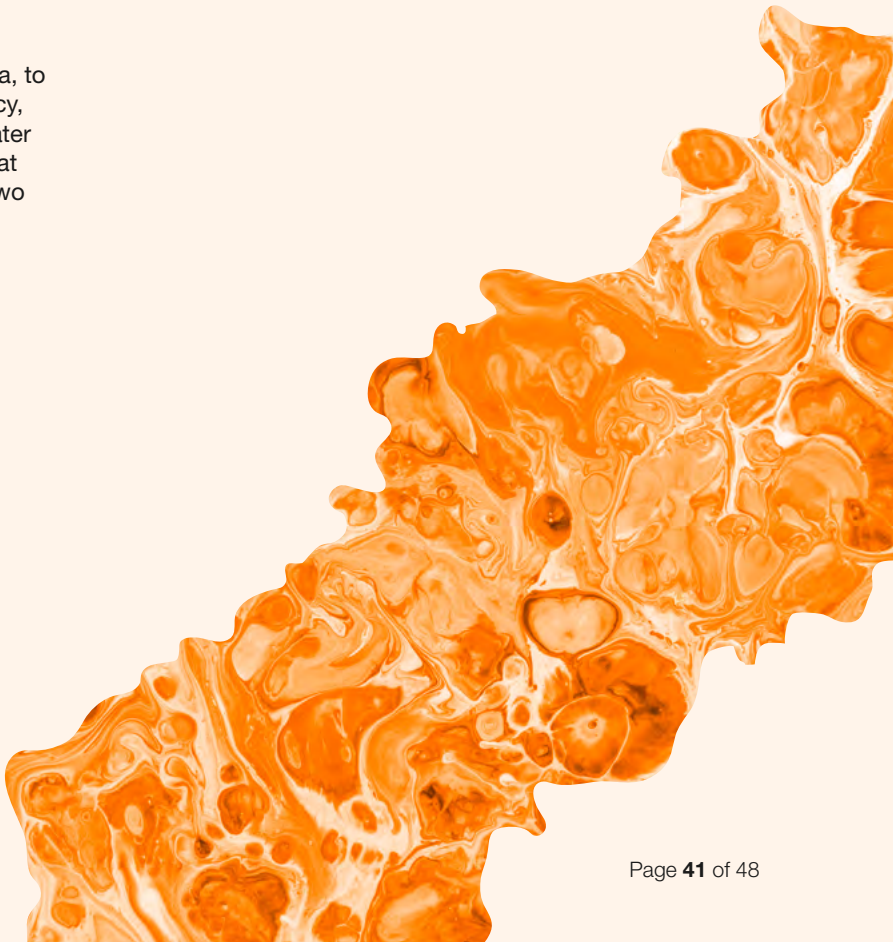 a, to
cy,
ater
at
wo
Page 41 of 48